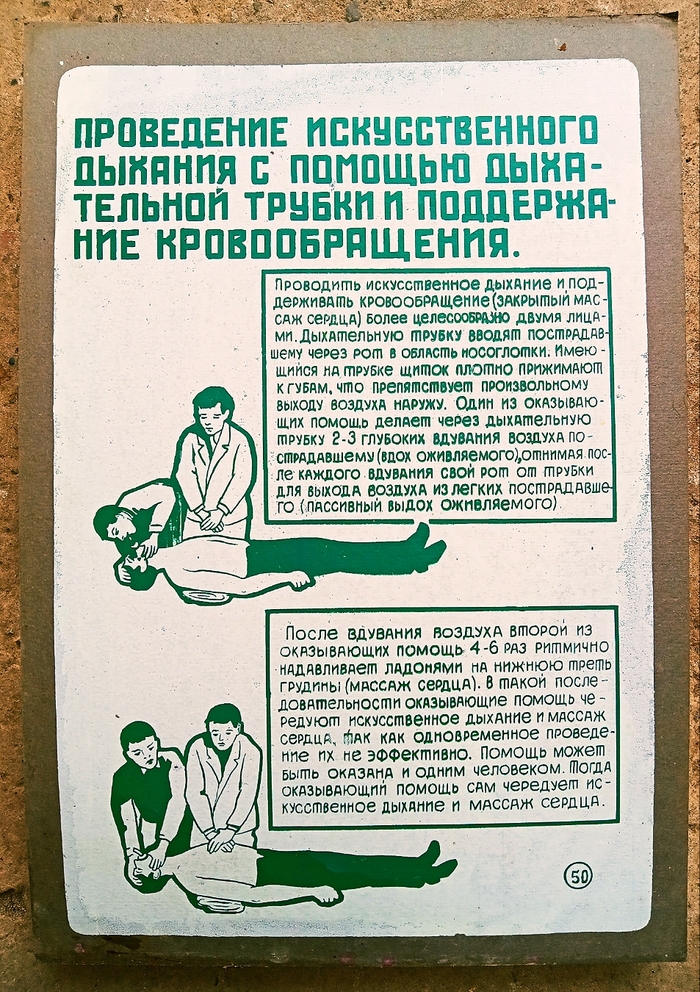 ПРОВЕДЕНИЕ ИСКУССТВЕННОГО
ДЫХАНИЯ С ПОМОЩЬЮ ДЫХА-
ТЕЛЬНОЙ ТРУБКИ И ПОДДЕРЖА-
НИЕ КРОВООБРАЩЕНИЯ.
Проводить искусственное дыхание и под-
держивать кровообращение (закрытый мас-
саж сердца) более целесообразно двумя лица-
ми. Дыхательную трубку вводят пострадав-
шему через рот в область носоглотки. Имею-
щийся на трубке щиток плотно прижимают
к губам, что препятствует произвольному
выходу воздуха наружу. Один из оказываю-
щих помощь делает через дыхательную
трубку 2-3 глубоких вдувания воздуха по-
страдавшему (вдох оживляемого), отнимая пос-
ле каждого вдувания свой рот от трубки
для выхода воздуха из легких пострадавше-
го (пассивный выдох оживляемого)
После вдувания воздуха второй из
оказывающих помощь 4-6 раз ритмично
надавливает ладонями на нижнюю треть
грудины (массаж сердца). В такой после-
довательности оказывающие помощь че-
редуют искусственное дыхание и массаж
сердца, так как одновременное проведе-
ние их не эффективно. Помощь может
быть оказана и одним человеком. Тогда
оказывающий помощь сам чередует ис-
кусственное дыхание и массаж сердца.
50